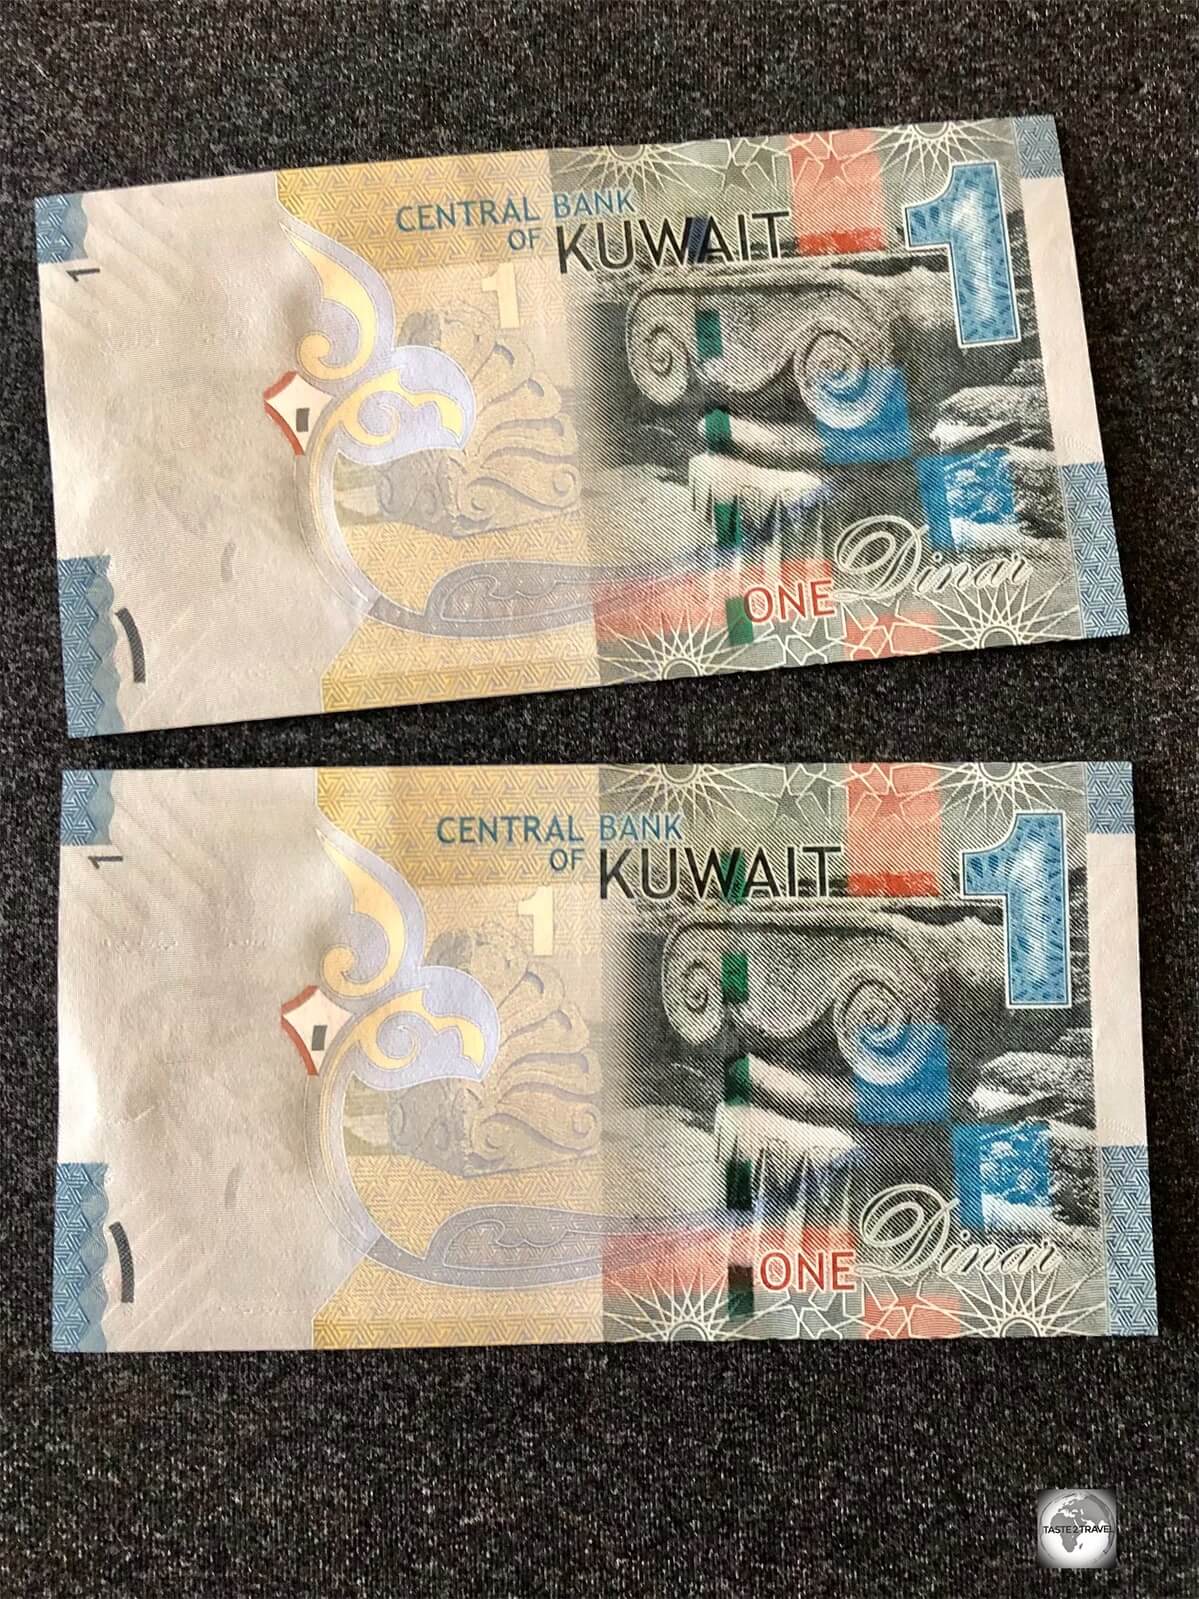 CENTRAL BANK
OF KUWAIT
1
1
1
ONE Dinar
CENTRAL BANK
OF KUWAIT
1
1
1
ONE Dinar
TASTE2TRAVEL